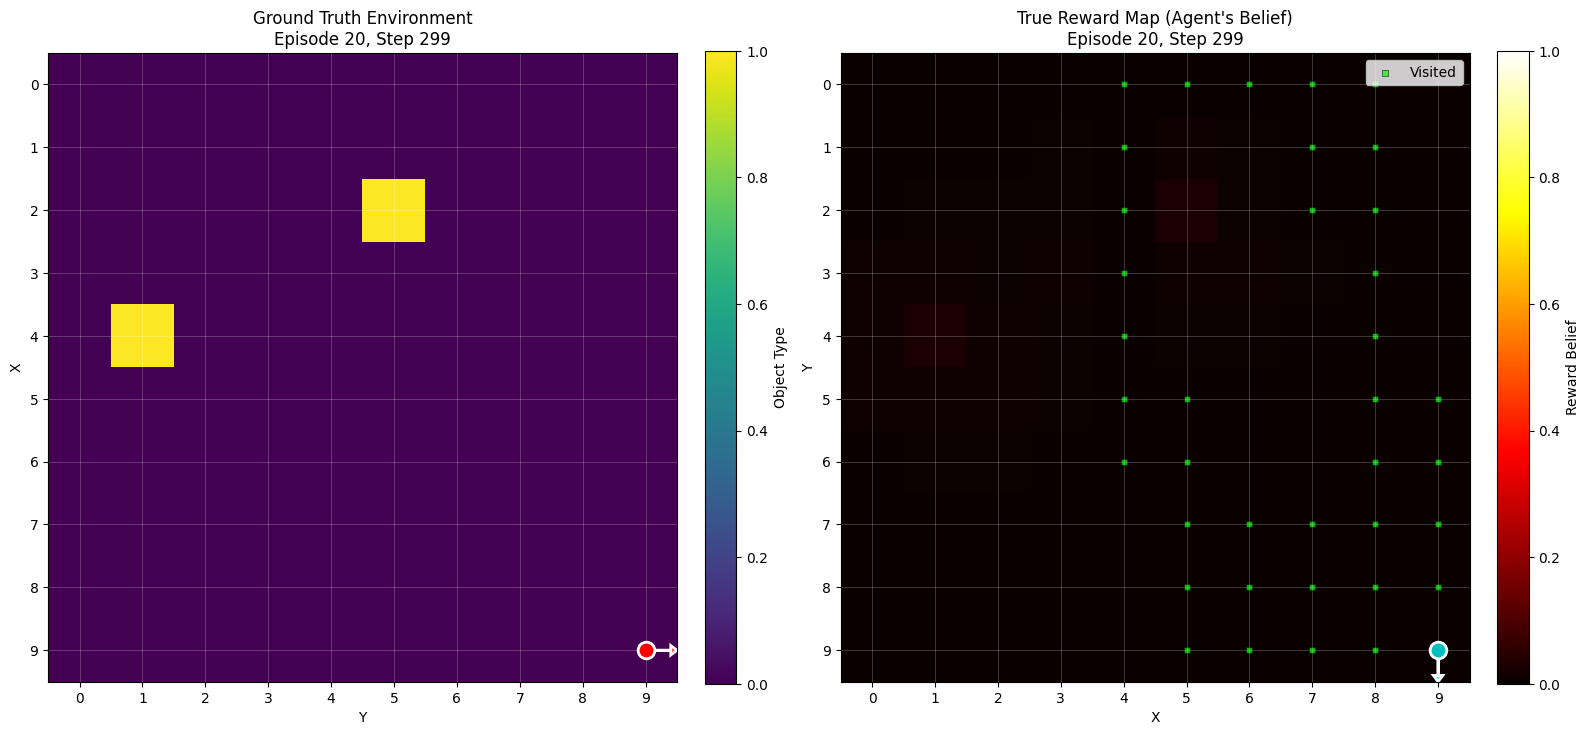 Ground Truth Environment
Episode 20, Step 299
0
1
2
3
4
5
6
7
8
9
X
0 1 2 3 4 5 6 7 8 9
Y
1.0
0.8
0.6
0.4
0.2
0.0
Object Type
True Reward Map (Agent's Belief)
Episode 20, Step 299
Visited
0
1
2
3
4
5
6
7
8
9
Y
0 1 2 3 4 5 6 7 8 9
X
1.0
0.8
0.6
0.4
0.2
0.0
Reward Belief